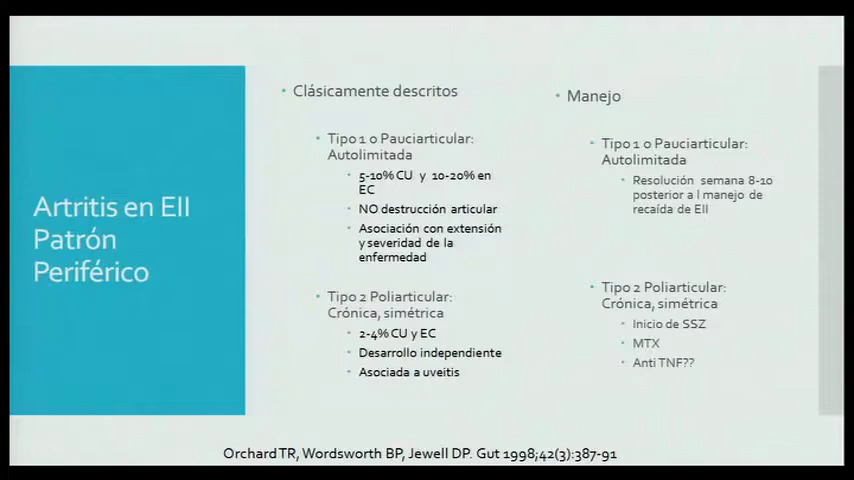 Artritis en EII
Patrón
Periférico
Clásicamente descritos
Tipo 1 o Pauciarticular:
Autolimitada
5-10% CU y 10-20% en
EC
NO destrucción articular
Asociación con extensión
y severidad de la
enfermedad
Tipo 2 Poliarticular:
Crónica, simétrica
2-4% CU y EC
Desarrollo independiente
Asociada a uveitis
Manejo
Tipo 1 o Pauciarticular:
Autolimitada
Resolución semana 8-10
posterior a l manejo de
recaída de EII
Tipo 2 Poliarticular:
Crónica, simétrica
Inicio de SSZ
MTX
Anti TNF??
Orchard TR, Wordsworth BP, Jewell DP. Gut 1998;42(3):387-91